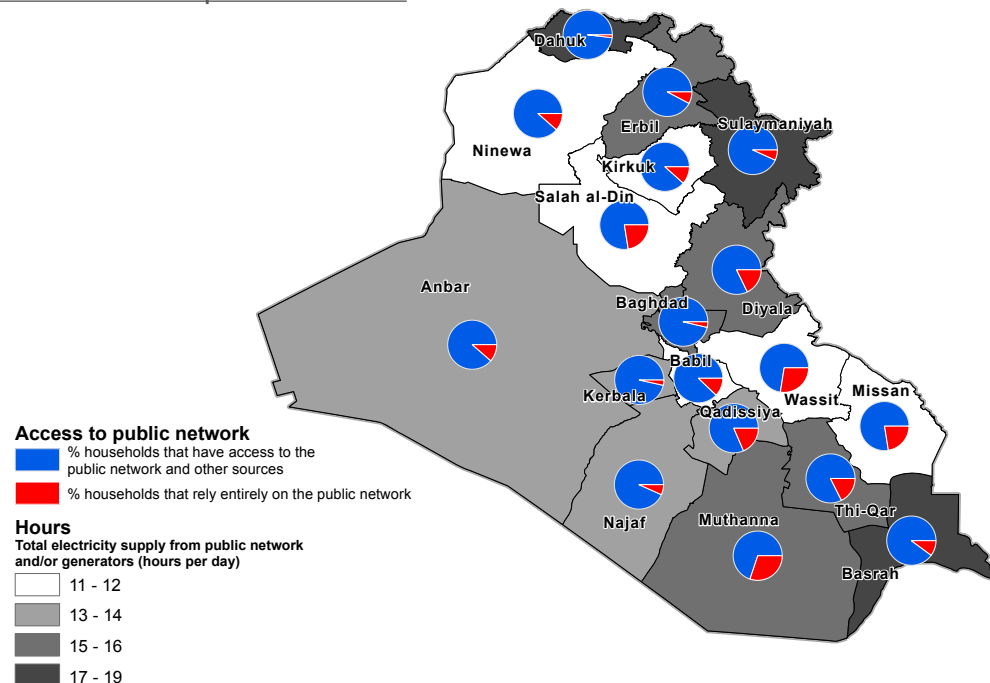 Dahuk
Erbil
Sulaymaniyah
Ninewa
Kirkuk
Salah al-Din
Anbar
Baghdad
Diyala
Babil
Kerbala
Wassit
Missan
Qadissiya
Najaf
Muthanna
Thi-Qar
Basrah
Access to public network
% households that have access to the
public network and other sources
% households that rely entirely on the public network
Hours
Total electricity supply from public network
and/or generators (hours per day)
11 - 12
13 - 14
15 - 16
17 - 19